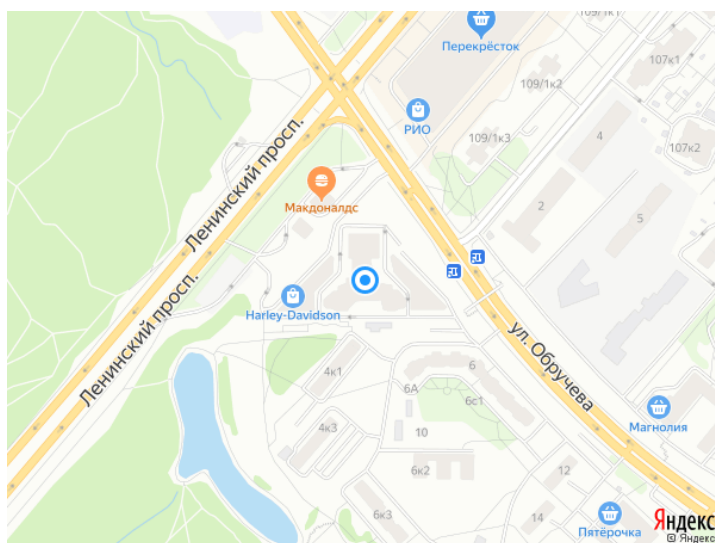 109/1к1
Перекрёсток
107к1
109/1к2
РИО
109/1к3
4
107к2
Ленинский просп.
Макдоналдс
2
5
Harley-Davidson
Ленинский просп.
ул. Обручева
4к1
6
6А
6с1
Магнолия
4к3
10
6к2
12
6к3
14
Пятёрочка
Яндекс
© Яндекс